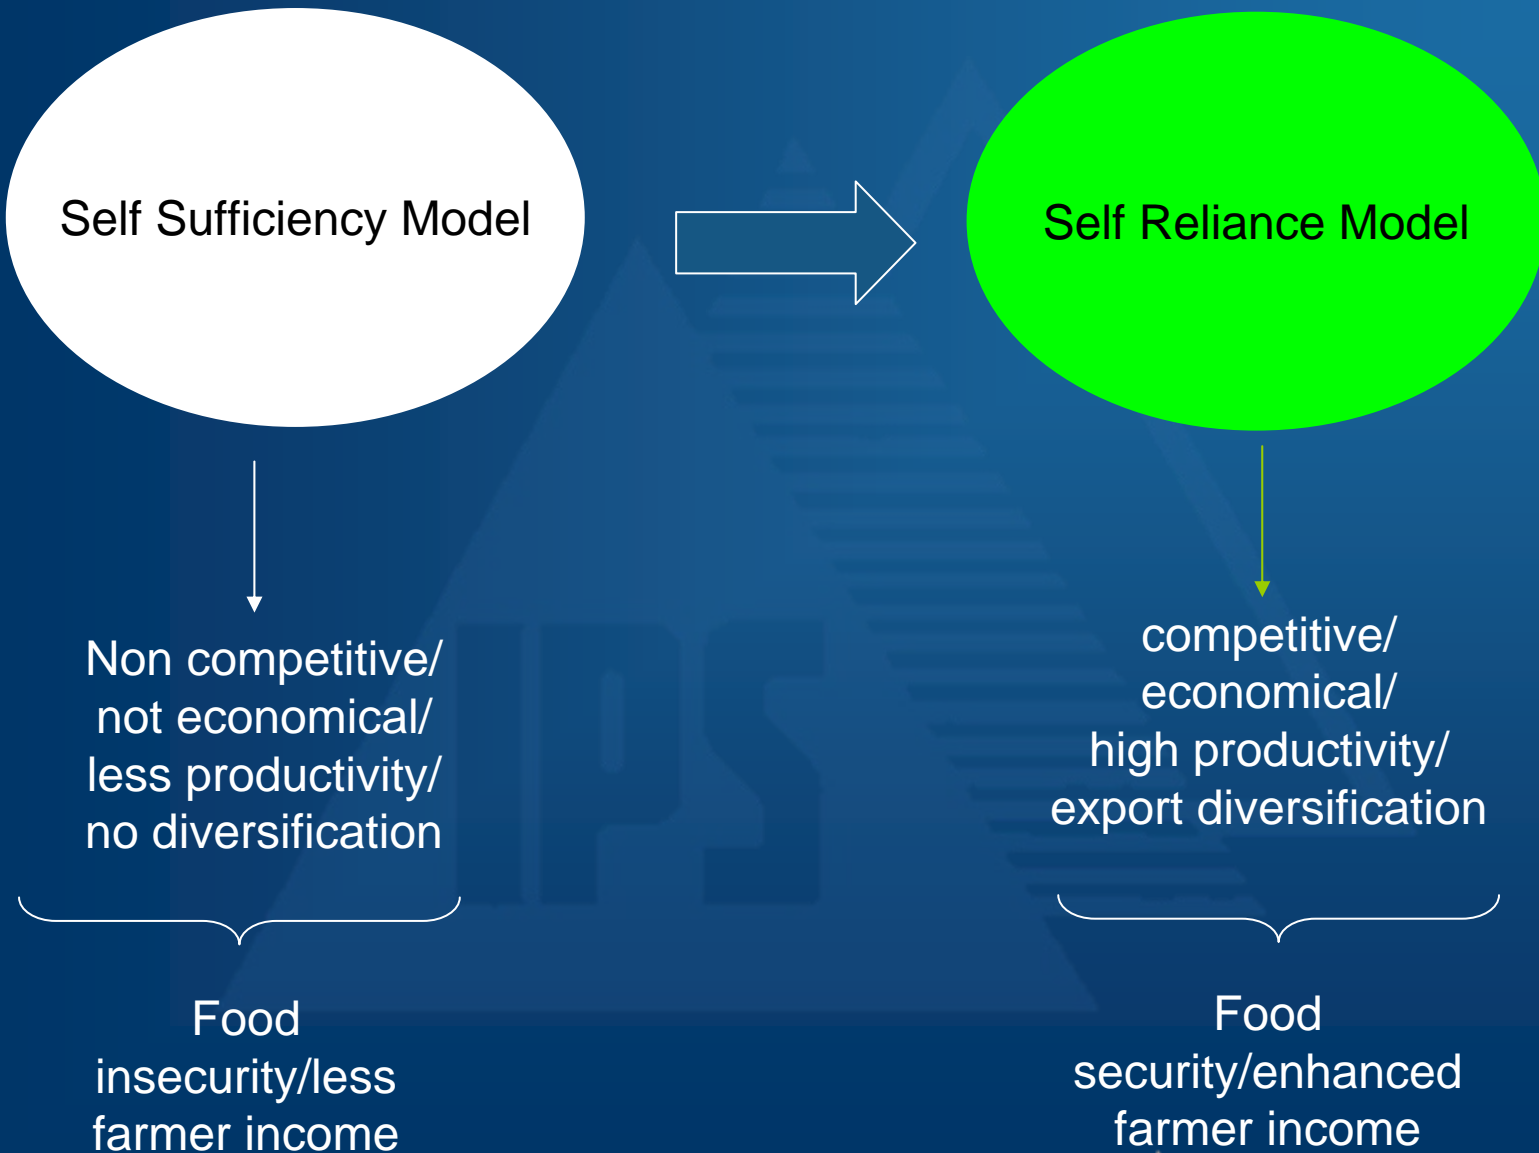 Self Sufficiency Model
Self Reliance Model
Non competitive/
not economical/
less productivity/
no diversification
competitive/
economical/
high productivity/
export diversification
Food
insecurity/less
farmer income
Food
security/enhanced
farmer income
IPS